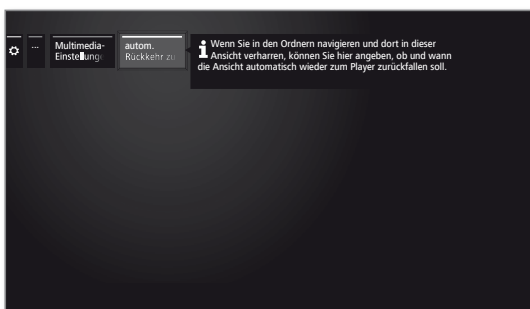 ...
Multimedia-
Einstellung
autom.
Rückkehr zu
Wenn Sie in den Ordnern navigieren und dort in dieser
Ansicht verharren, können Sie hier angeben, ob und wann
die Ansicht automatisch wieder zum Player zurückfallen soll.